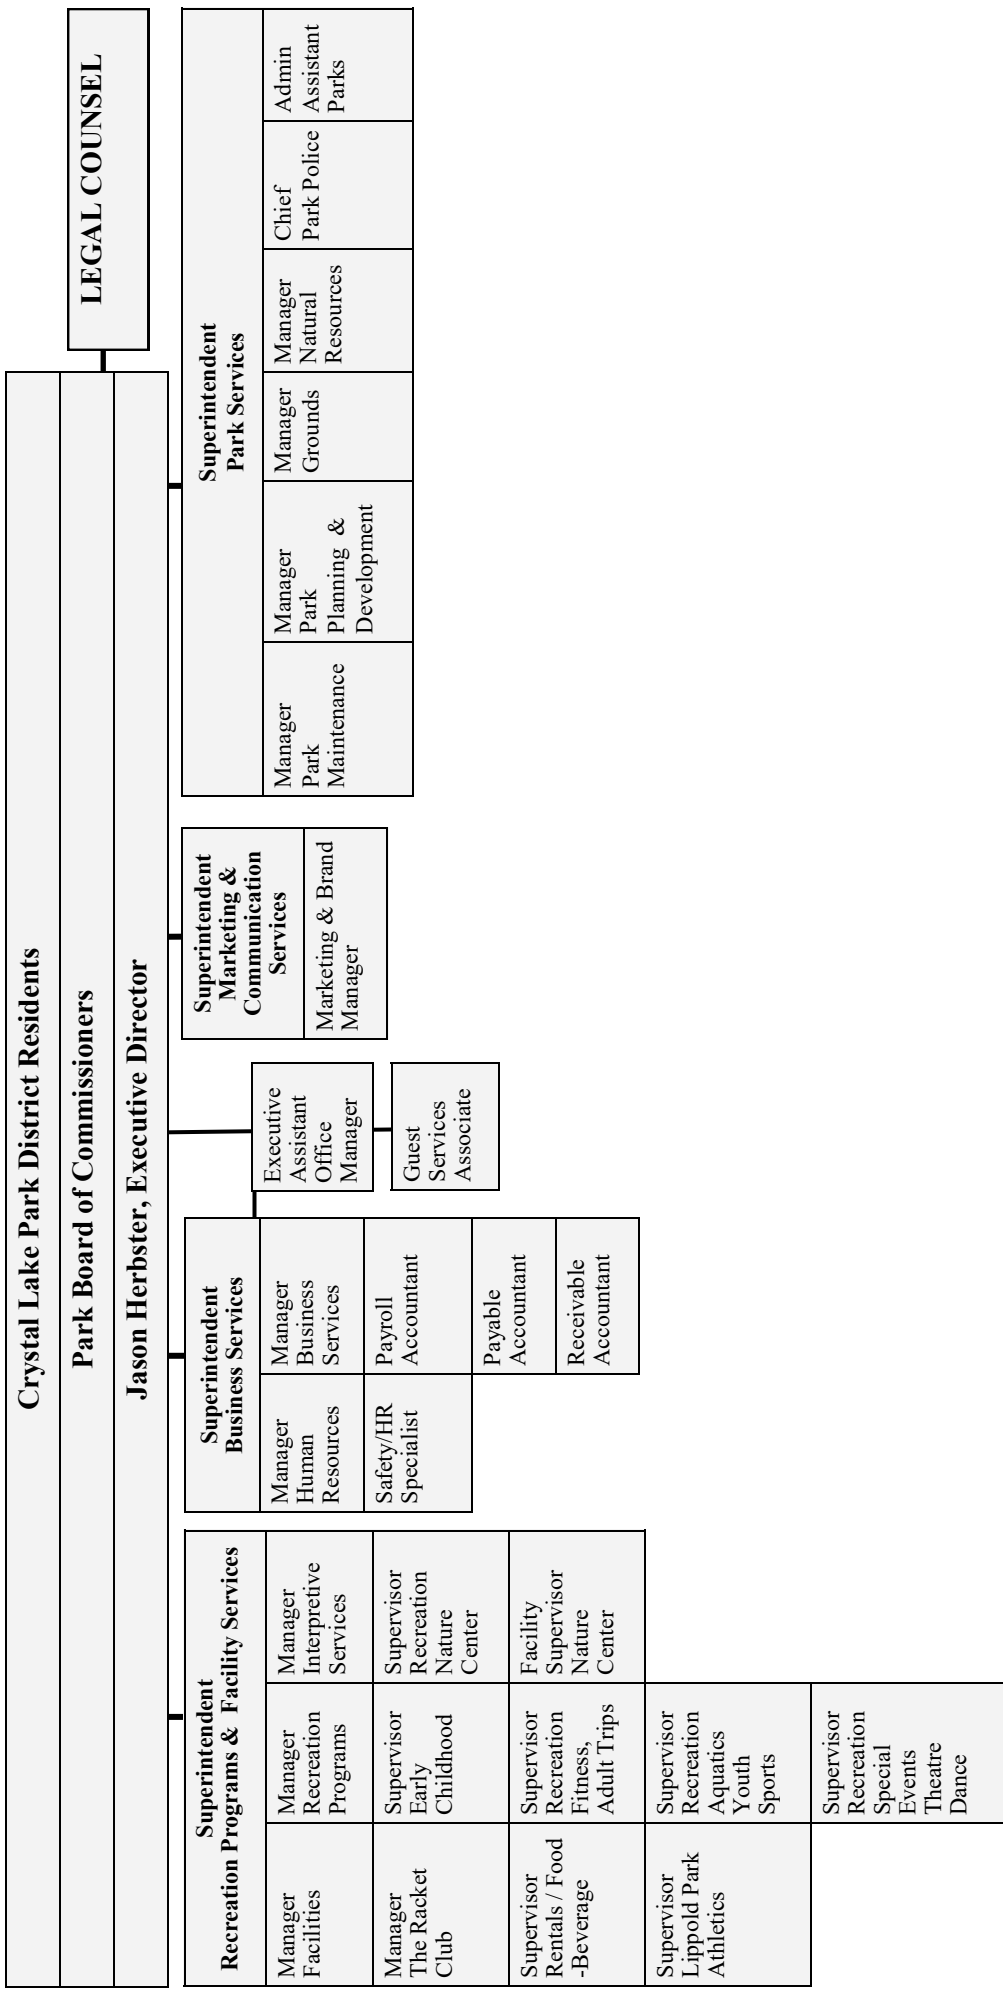 Crystal Lake Park District Residents
Park Board of Commissioners
Jason Herbster, Executive Director
LEGAL COUNSEL
Superintendent
Recreation Programs & Facility Services
Manager
Facilities
Manager
The Racket
Club
Supervisor
Rentals / Food
-Beverage
Supervisor
Lippold Park
Athletics
Manager
Recreation
Programs
Supervisor
Early
Childhood
Supervisor
Recreation
Fitness,
Adult Trips
Supervisor
Recreation
Aquatics
Youth
Sports
Supervisor
Recreation
Special
Events
Theatre
Dance
Manager
Interpretive
Services
Supervisor
Recreation
Nature
Center
Facility
Supervisor
Nature
Center
Superintendent
Business Services
Manager
Human
Resources
Safety/HR
Specialist
Manager
Business
Services
Payroll
Accountant
Payable
Accountant
Receivable
Accountant
Executive
Assistant
Office
Manager
Guest
Services
Associate
Superintendent
Marketing &
Communication
Services
Marketing & Brand
Manager
Superintendent
Park Services
Manager
Park
Maintenance
Manager
Park
Planning &
Development
Manager
Grounds
Manager
Natural
Resources
Chief
Park Police
Admin
Assistant
Parks